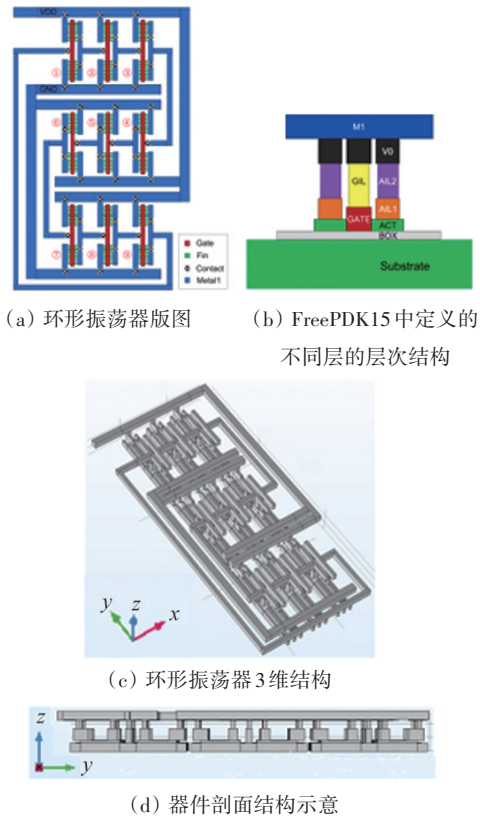 VDD
① ② ③
GND
⑥ ⑤ ④
⑦ ⑧ ⑨
Gate
Fin
Contact
Metal1
M1
V0
GIL
AIL2
AIL1
GATE
ACT
BOX
Substrate
(a) 环形振荡器版图
(b) FreePDK15中定义的
不同层的层次结构
y z x
(c) 环形振荡器3维结构
z
y
(d) 器件剖面结构示意